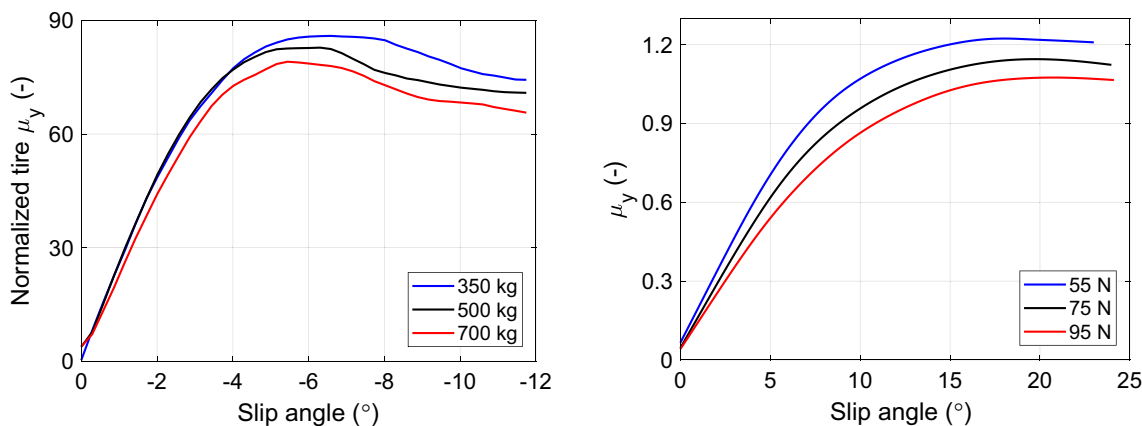 90
60
30
0
0 -2 -4 -6 -8 -10 -12
Normalized tire μ_y (-)
Slip angle (°)
350 kg
500 kg
700 kg
1.2
0.9
0.6
0.3
0
0 5 10 15 20 25
μ_y (-)
Slip angle (°)
55 N
75 N
95 N